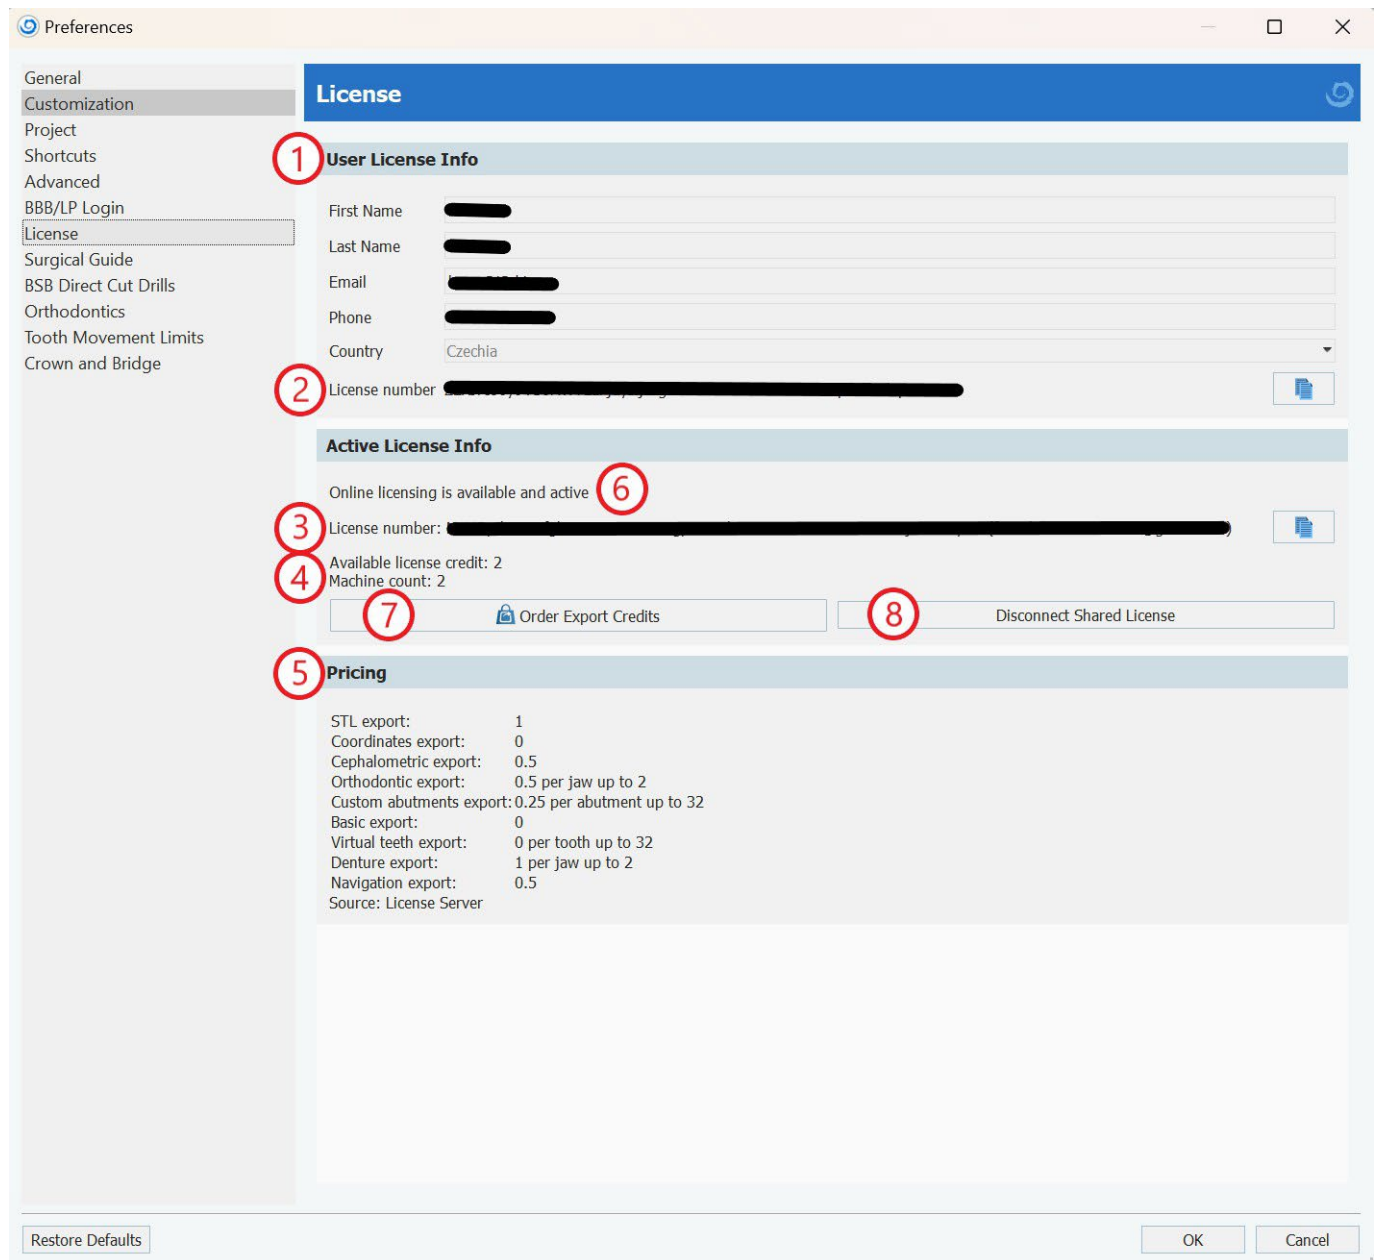 Preferences
General
Customization
Project
Shortcuts
Advanced
BBB/LP Login
License
Surgical Guide
BSB Direct Cut Drills
Orthodontics
Tooth Movement Limits
Crown and Bridge
License
1 User License Info
First Name
Last Name
Email
Phone
Country Czechia
2 License number
Active License Info
Online licensing is available and active 6
3 License number:
Available license credit: 2
4 Machine count: 2
7 Order Export Credits
8 Disconnect Shared License
5 Pricing
STL export: 1
Coordinates export: 0
Cephalometric export: 0.5
Orthodontic export: 0.5 per jaw up to 2
Custom abutments export: 0.25 per abutment up to 32
Basic export: 0
Virtual teeth export: 0 per tooth up to 32
Denture export: 1 per jaw up to 2
Navigation export: 0.5
Source: License Server
Restore Defaults OK Cancel